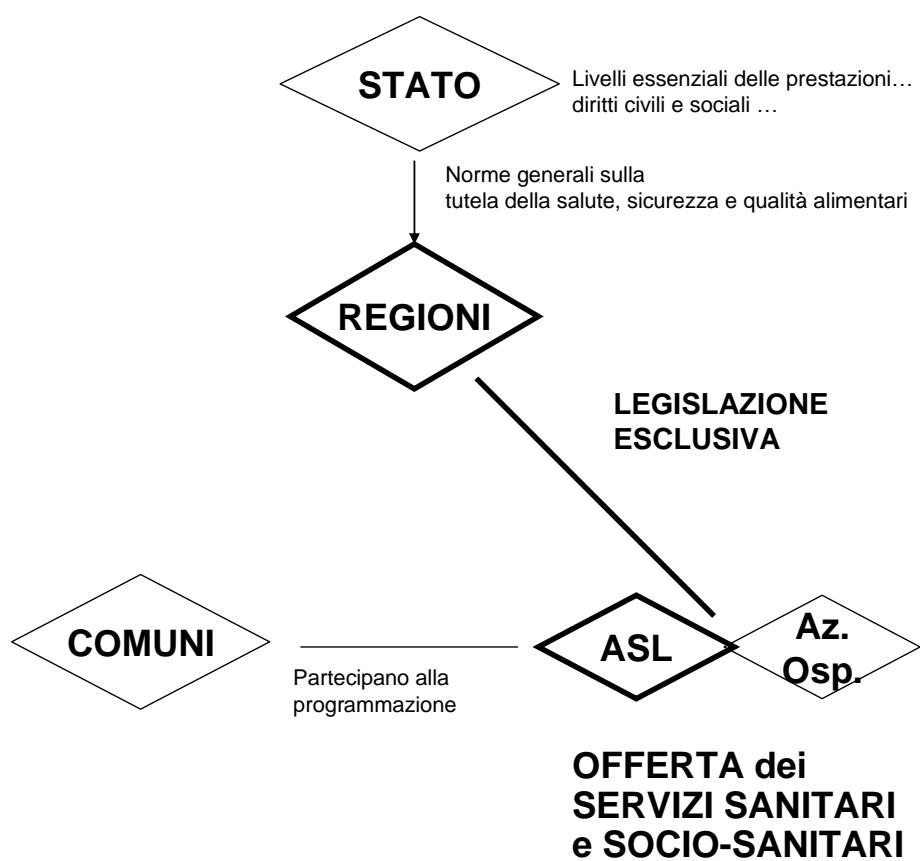 STATO
Livelli essenziali delle prestazioni…
diritti civili e sociali …
Norme generali sulla
tutela della salute, sicurezza e qualità alimentari
REGIONI
LEGISLAZIONE
ESCLUSIVA
COMUNI
Partecipano alla
programmazione
ASL
Az.
Osp.
OFFERTA dei
SERVIZI SANITARI
e SOCIO-SANITARI